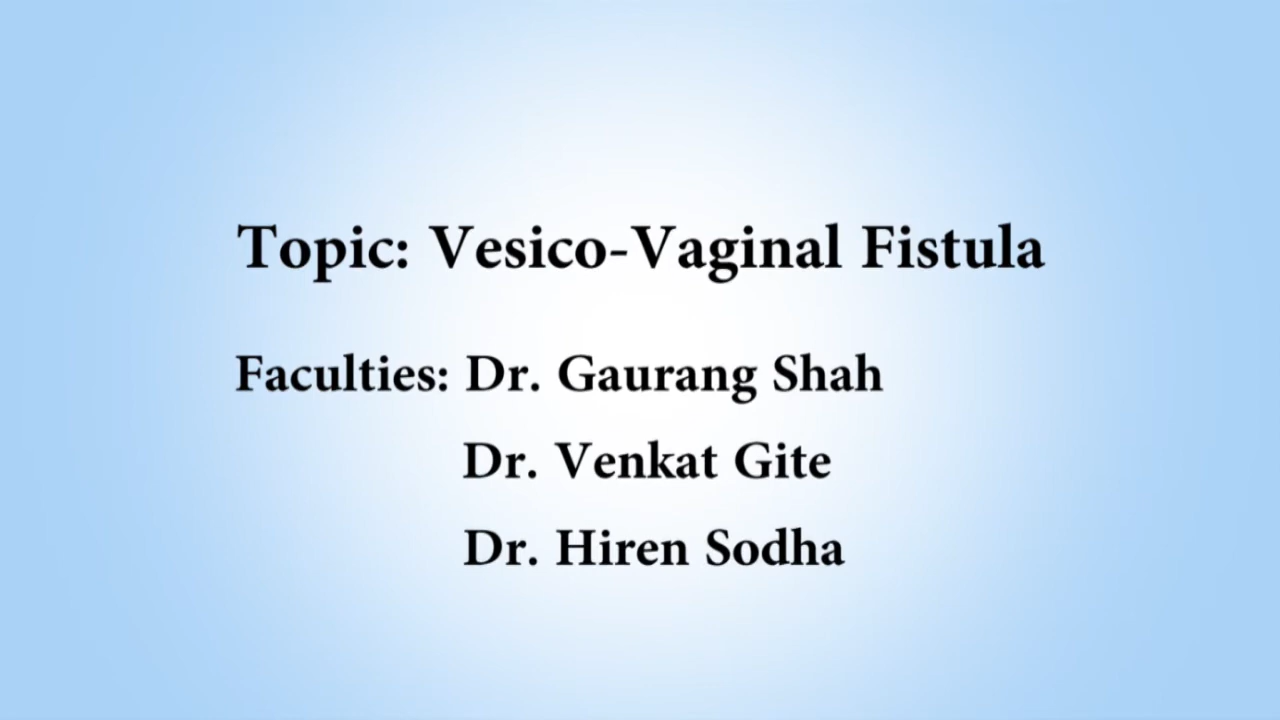 Topic: Vesico-Vaginal Fistula
Faculties: Dr. Gaurang Shah
Dr. Venkat Gite
Dr. Hiren Sodha